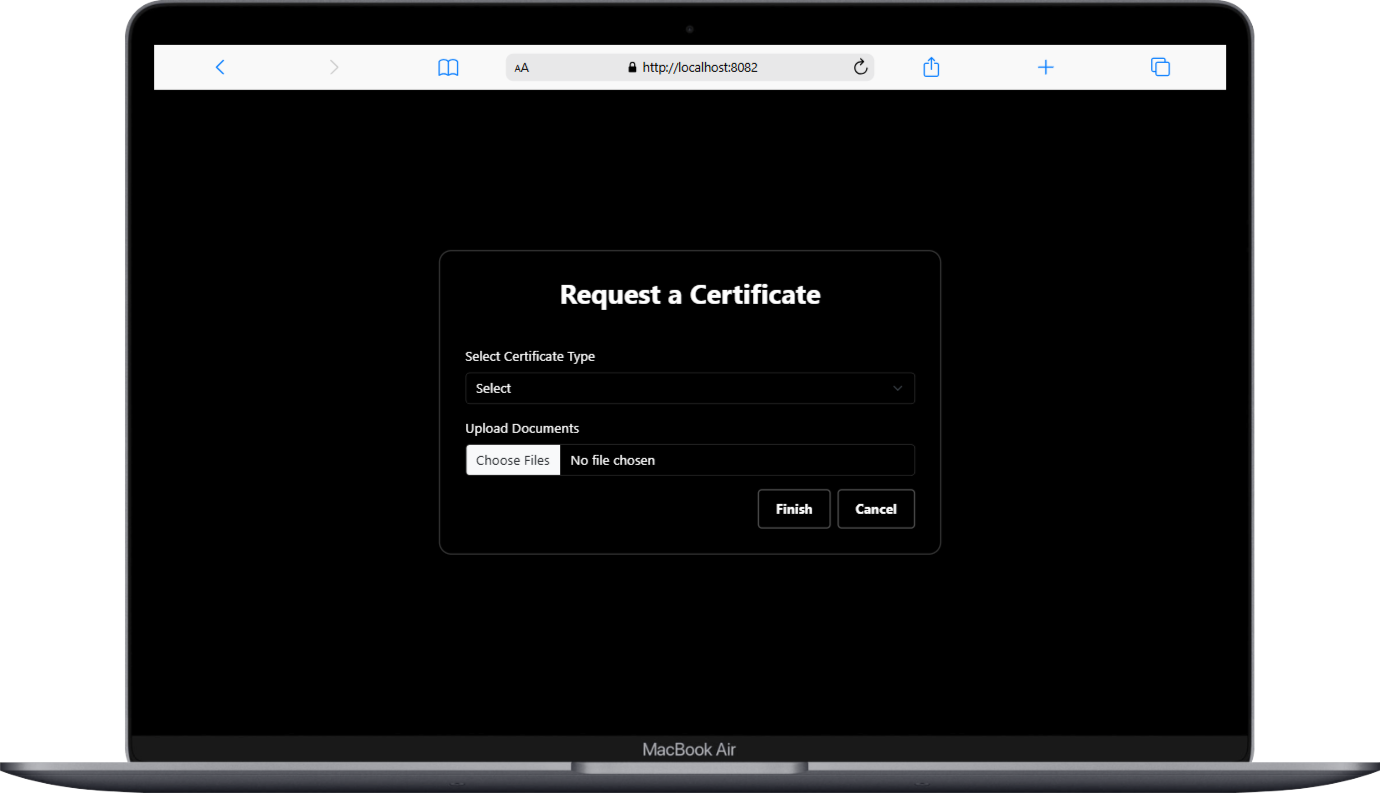 AA http://localhost:8082
Request a Certificate
Select Certificate Type
Select
Upload Documents
Choose Files No file chosen
Finish Cancel
MacBook Air